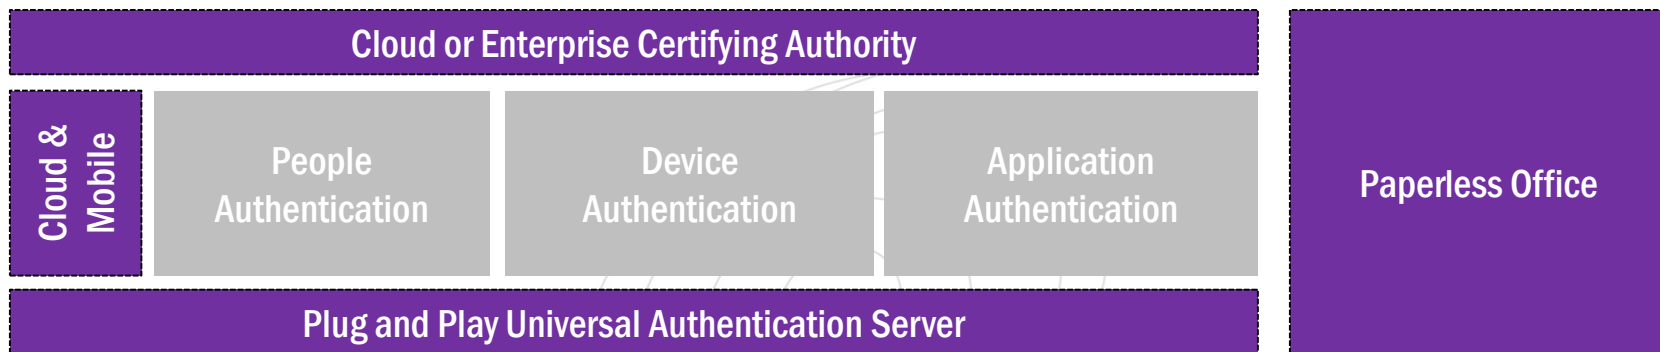 Cloud or Enterprise Certifying Authority
Cloud &
Mobile
People
Authentication
Device
Authentication
Application
Authentication
Paperless Office
Plug and Play Universal Authentication Server